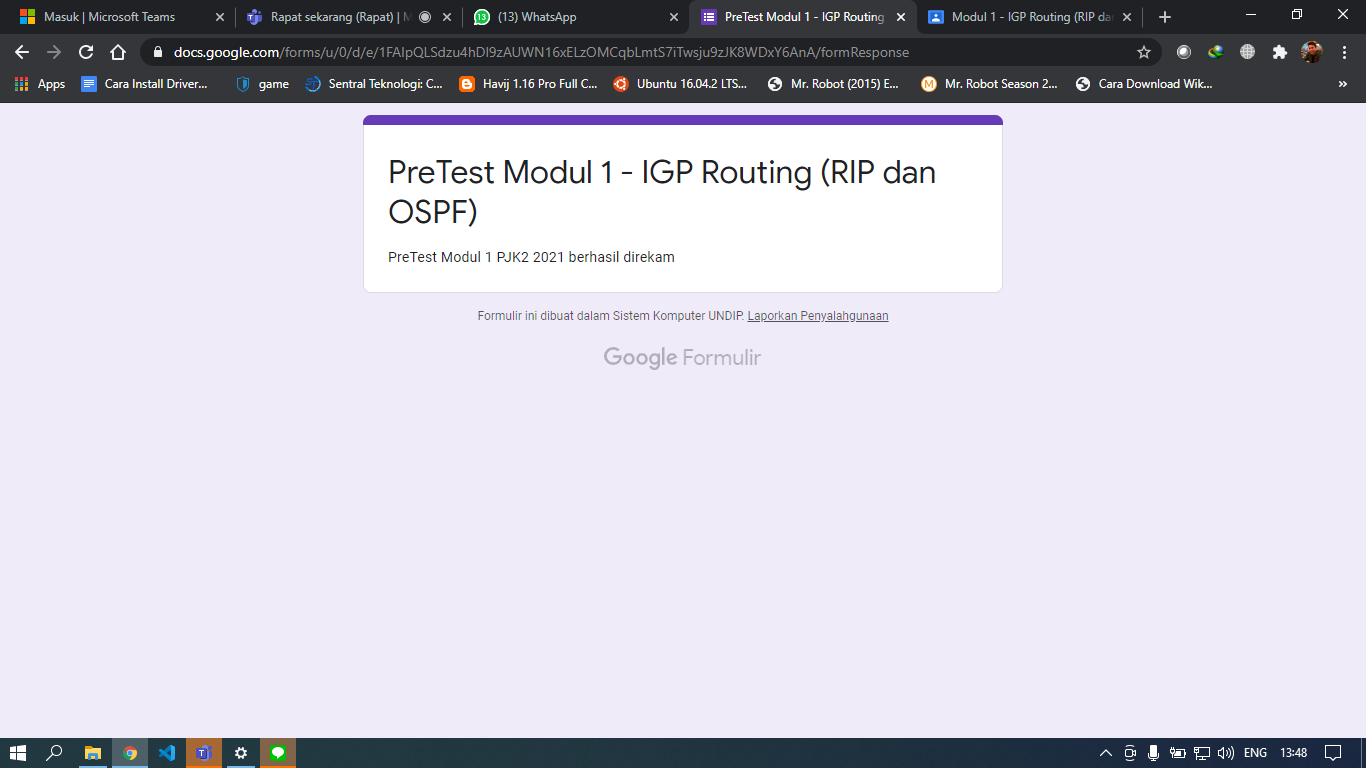 Masuk | Microsoft Teams
Rapat sekarang (Rapat) | M
(13) WhatsApp
PreTest Modul 1 - IGP Routing
Modul 1 - IGP Routing (RIP dan
docs.google.com/forms/u/0/d/e/1FAIpQLSdzu4hDI9zAUWN16xELzOMCqbLmtS7iTwsju9zJK8WDxY6AnA/formResponse
Apps
Cara Install Driver...
game
Sentral Teknologi: C...
Havij 1.16 Pro Full C...
Ubuntu 16.04.2 LTS...
Mr. Robot (2015) E...
Mr. Robot Season 2...
Cara Download Wik...
PreTest Modul 1 - IGP Routing (RIP dan
OSPF)
PreTest Modul 1 PJK2 2021 berhasil direkam
Formulir ini dibuat dalam Sistem Komputer UNDIP. Laporkan Penyalahgunaan
Google Formulir
ENG
13:48